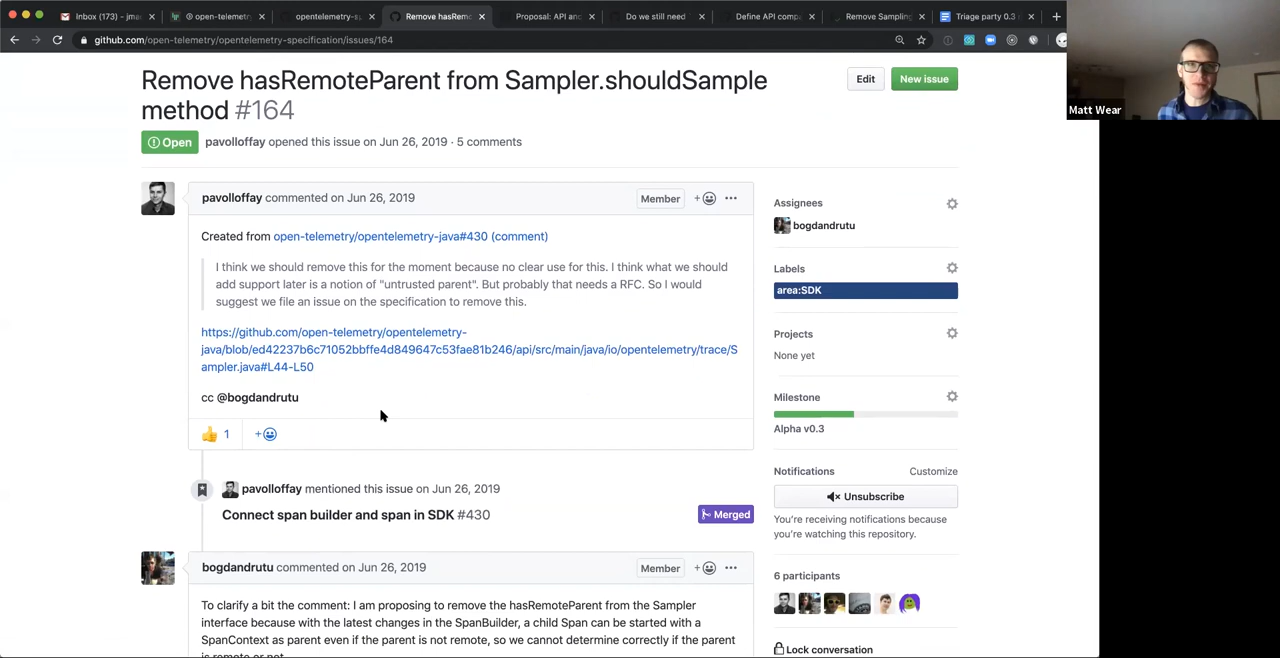 Inbox (173) – jmac
open-telemetr
opentelemetry-sp
Remove hasRemo
Proposal: API and
Do we still need
Define API compa
Remove Sampling
Triage party 0.3 (
github.com/open-telemetry/opentelemetry-specification/issues/164
Matt Wear
Remove hasRemoteParent from Sampler.shouldSample
method #164
Edit
New issue
Open
pavolloffay opened this issue on Jun 26, 2019 · 5 comments
pavolloffay commented on Jun 26, 2019
Member
Created from open-telemetry/opentelemetry-java#430 (comment)
I think we should remove this for the moment because no clear use for this. I think what we should
add support later is a notion of "untrusted parent". But probably that needs a RFC. So I would
suggest we file an issue on the specification to remove this.
https://github.com/open-telemetry/opentelemetry-
java/blob/ed42237b6c71052bbffe4d849647c53fae81b246/api/src/main/java/io/opentelemetry/trace/S
ampler.java#L44-L50
cc @bogdandrutu
1
pavolloffay mentioned this issue on Jun 26, 2019
Connect span builder and span in SDK #430
Merged
bogdandrutu commented on Jun 26, 2019
Member
To clarify a bit the comment: I am proposing to remove the hasRemoteParent from the Sampler
interface because with the latest changes in the SpanBuilder, a child Span can be started with a
SpanContext as parent even if the parent is not remote, so we cannot determine correctly if the parent
is remote or not.
Assignees
bogdandrutu
Labels
area:SDK
Projects
None yet
Milestone
Alpha v0.3
Notifications
Customize
Unsubscribe
You're receiving notifications because
you're watching this repository.
6 participants
Lock conversation